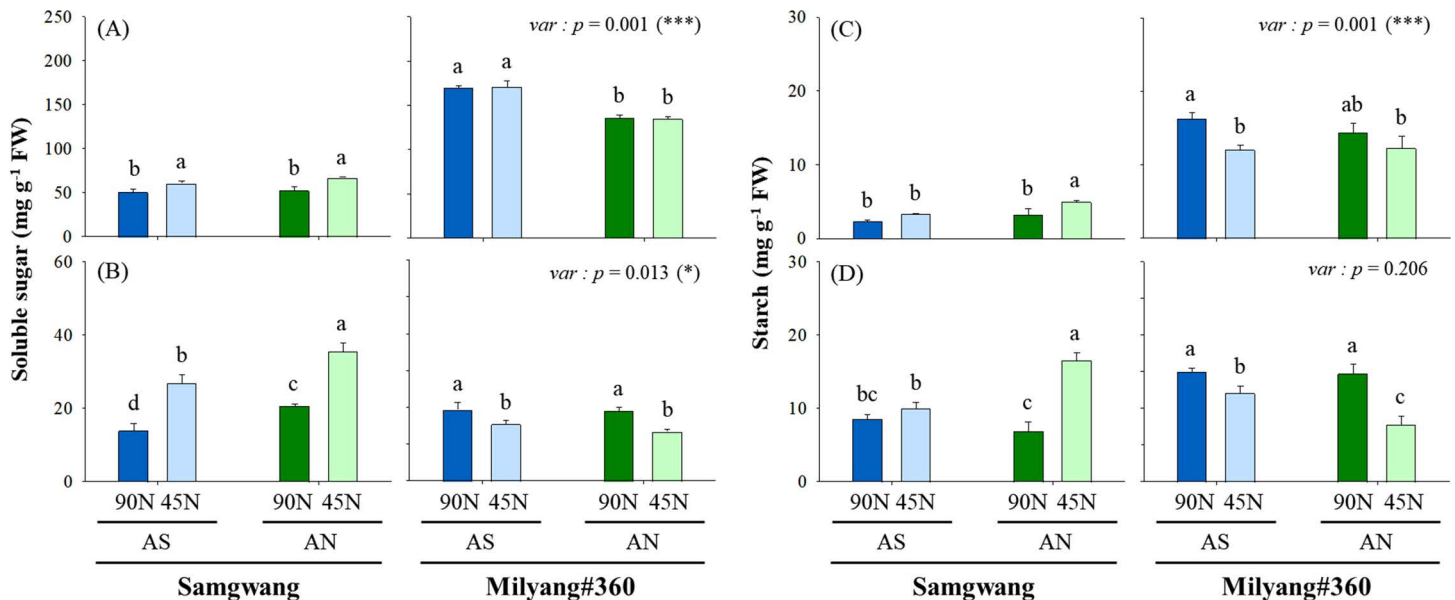 Soluble sugar (mg g⁻¹ FW)
(A)
var : p = 0.001 (***)
250
200
150
100
50
0
b a b a
a a b b
(B)
var : p = 0.013 (*)
60
40
20
0
d b c a
a b a b
90N 45N 90N 45N 90N 45N 90N 45N
AS AN AS AN
Samgwang Milyang#360
Starch (mg g⁻¹ FW)
(C)
var : p = 0.001 (***)
30
20
10
0
b b b a
a b ab b
(D)
var : p = 0.206
30
20
10
0
bc b c a
a b a c
90N 45N 90N 45N 90N 45N 90N 45N
AS AN AS AN
Samgwang Milyang#360